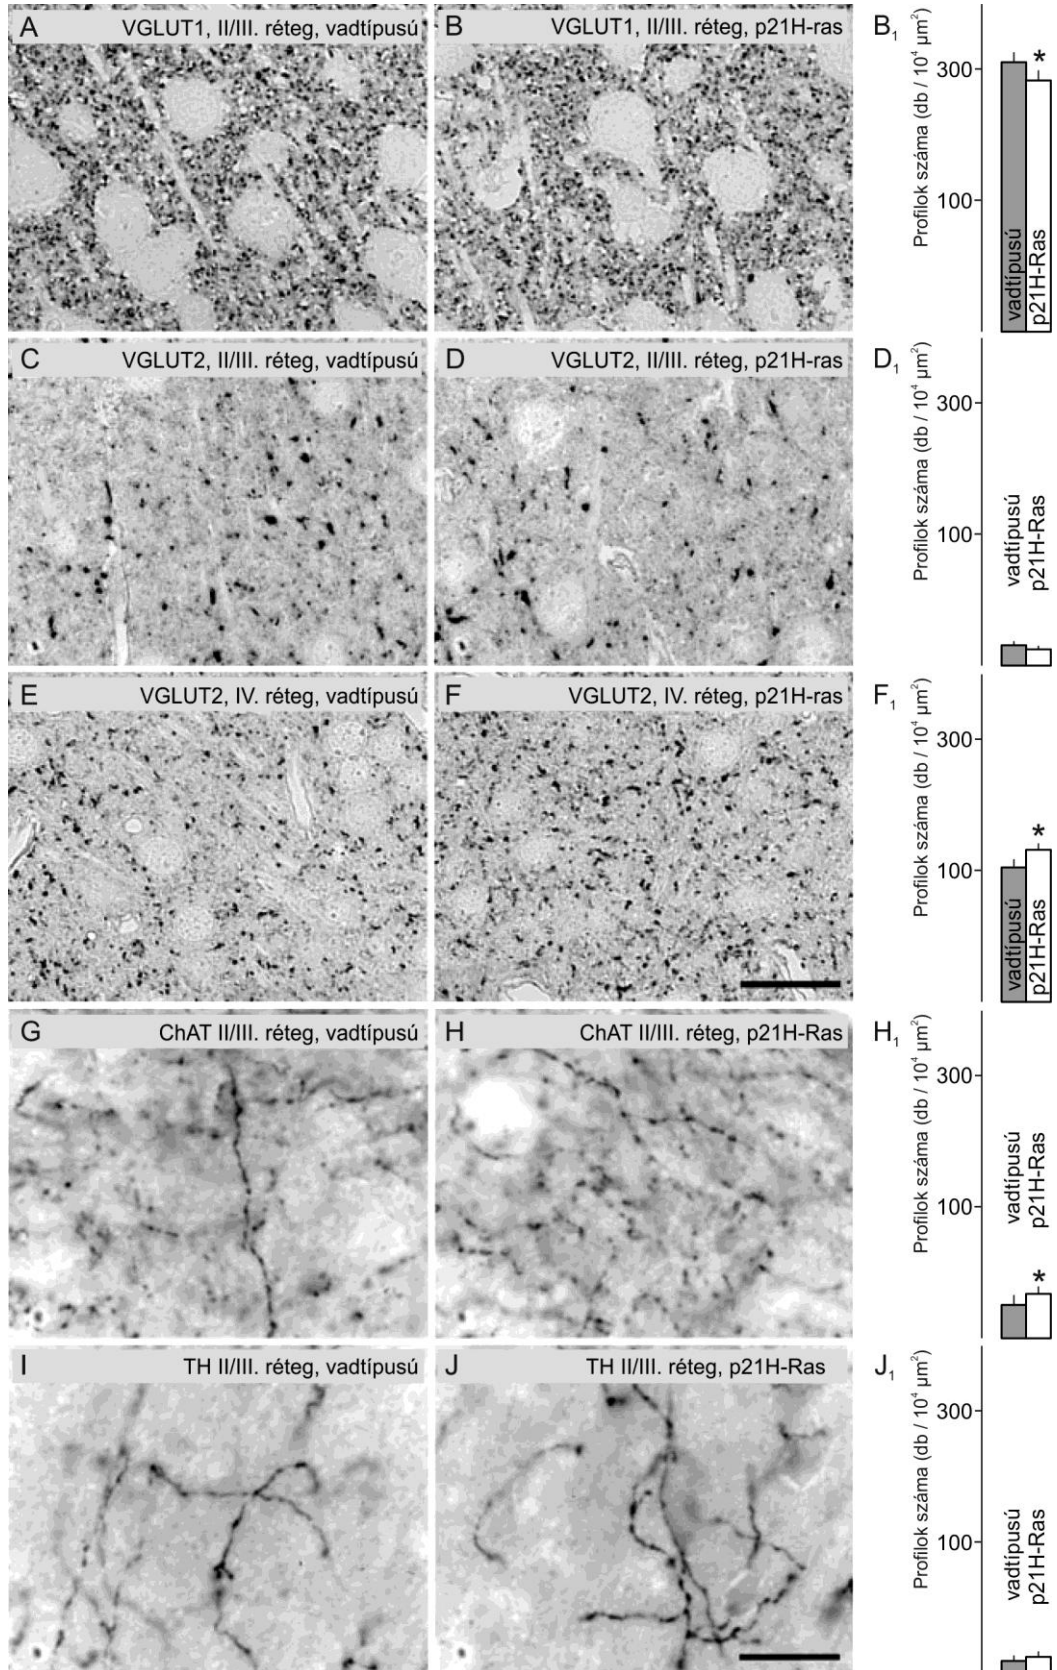 A VGLUT1, II/III. réteg, vadtípusú
B VGLUT1, II/III. réteg, p21H-ras
B1
Profilok száma (db / 10⁴ µm²)
300
100
*
vadtípusú
p21H-Ras
C VGLUT2, II/III. réteg, vadtípusú
D VGLUT2, II/III. réteg, p21H-ras
D1
Profilok száma (db / 10⁴ µm²)
300
100
vadtípusú
p21H-Ras
E VGLUT2, IV. réteg, vadtípusú
F VGLUT2, IV. réteg, p21H-ras
F1
Profilok száma (db / 10⁴ µm²)
300
100
*
vadtípusú
p21H-Ras
G ChAT II/III. réteg, vadtípusú
H ChAT II/III. réteg, p21H-Ras
H1
Profilok száma (db / 10⁴ µm²)
300
100
vadtípusú
p21H-Ras
*
I TH II/III. réteg, vadtípusú
J TH II/III. réteg, p21H-Ras
J1
Profilok száma (db / 10⁴ µm²)
300
100
vadtípusú
p21H-Ras